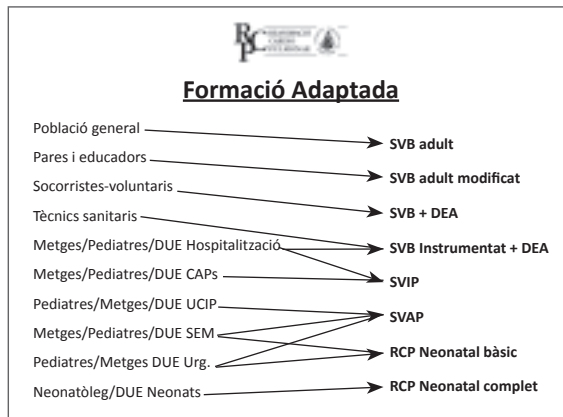 RCP
Formació Adaptada
Població general
SVB adult
Pares i educadors
SVB adult modificat
Socorristes-voluntaris
SVB + DEA
Tècnics sanitaris
SVB Instrumentat + DEA
Metges/Pediatres/DUE Hospitalització
Metges/Pediatres/DUE CAPs
SVIP
Pediatres/Metges/DUE UCIP
SVAP
Metges/Pediatres/DUE SEM
RCP Neonatal bàsic
Pediatres/Metges DUE Urg.
Neonatòleg/DUE Neonats
RCP Neonatal complet